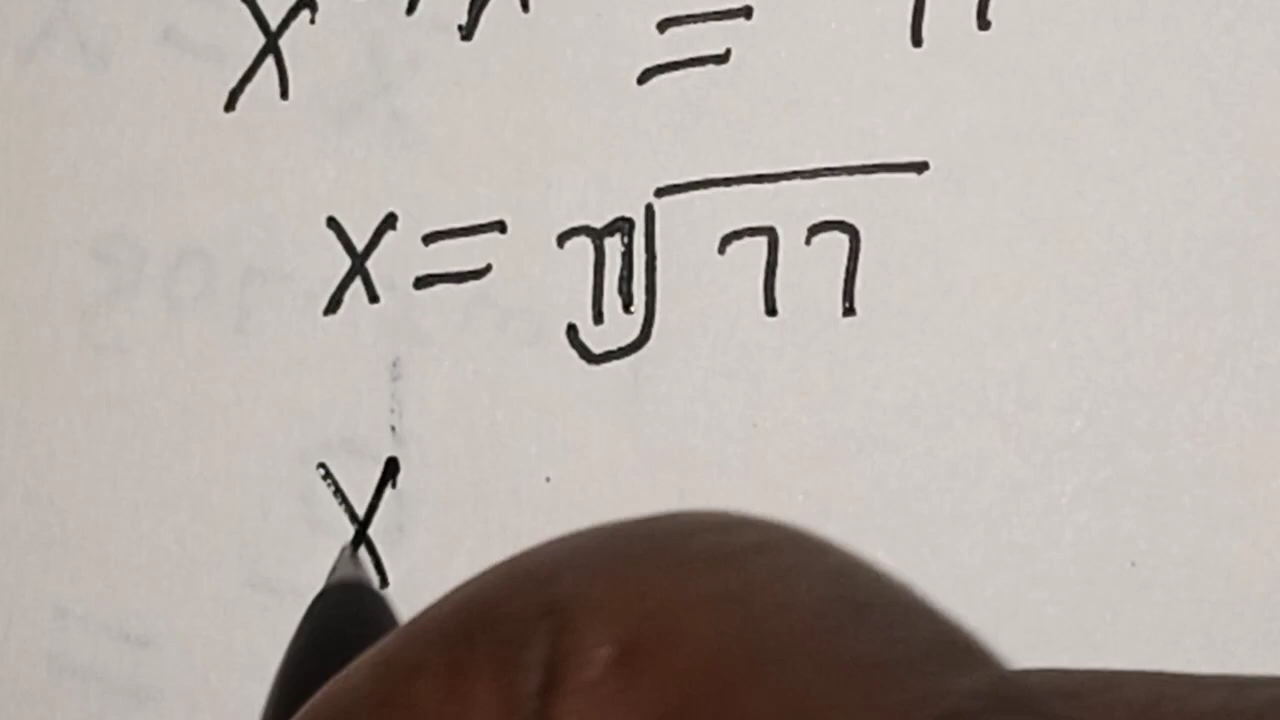 X =
X = ⁷⁷√77
X